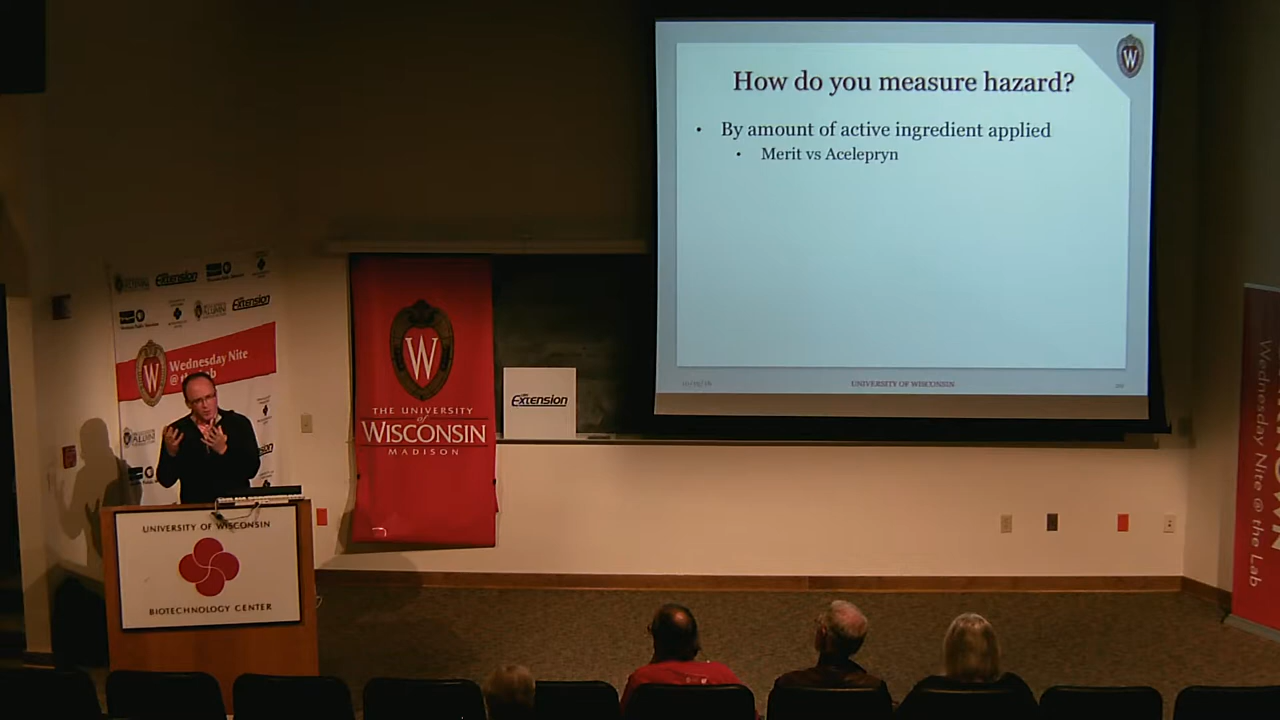 How do you measure hazard?
• By amount of active ingredient applied
• Merit vs Acelepryn
UNIVERSITY OF WISCONSIN
W
Extension
Extension
Wednesday Nite
@ the Lab
W
W
THE UNIVERSITY
of
WISCONSIN
MADISON
Extension
UNIVERSITY OF WISCONSIN
BIOTECHNOLOGY CENTER
Wednesday Nite @ the Lab